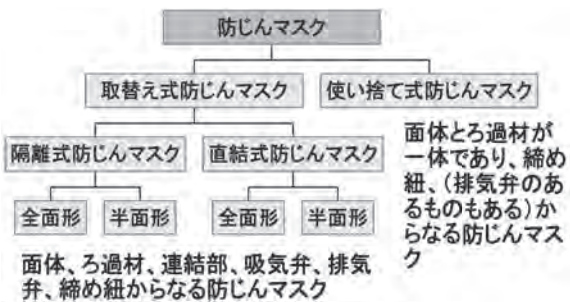 防じんマスク
取替え式防じんマスク
使い捨て式防じんマスク
隔離式防じんマスク
直結式防じんマスク
全面形
半面形
全面形
半面形
面体、ろ過材、連結部、吸気弁、排気
弁、締め紐からなる防じんマスク
面体とろ過材が
一体であり、締め
紐、(排気弁のあ
るものもある)か
らなる防じんマス
ク